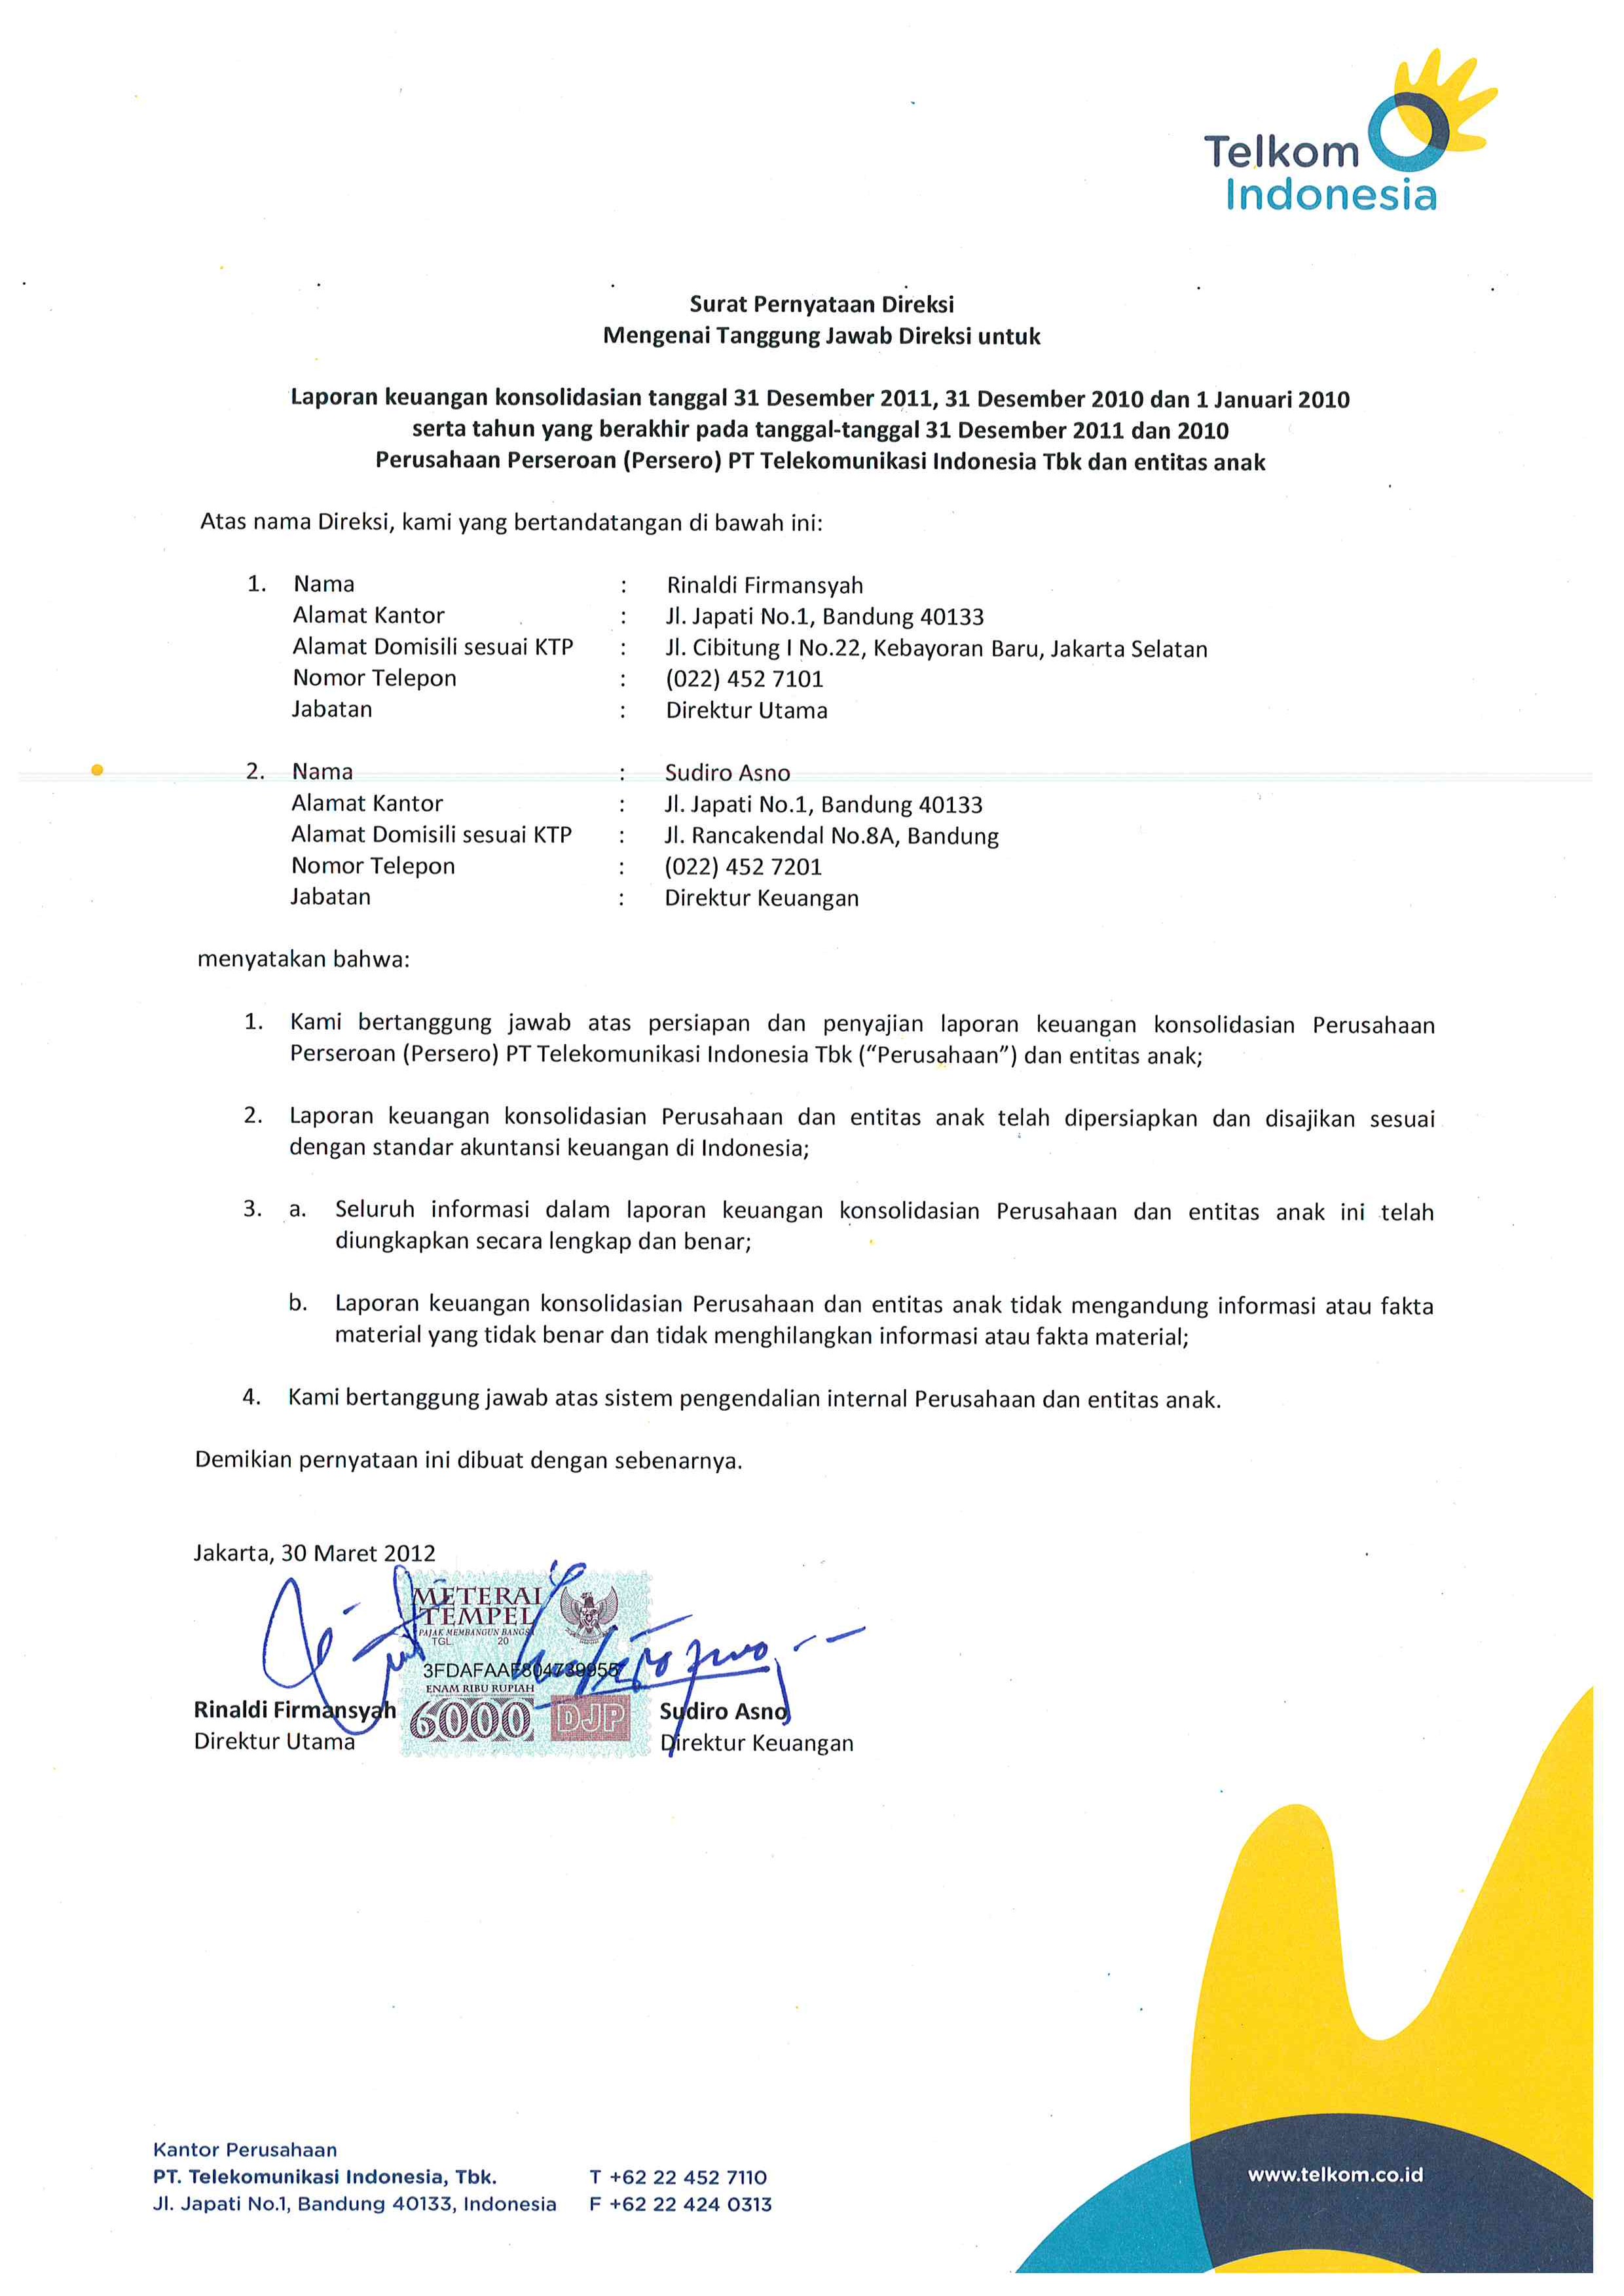 Telkom
Indonesia
Surat Pernyataan Direksi
Mengenai Tanggung Jawab Direksi untuk
Laporan keuangan konsolidasian tanggal 31 Desember 2011, 31 Desember 2010 dan 1 Januari 2010
serta tahun yang berakhir pada tanggal-tanggal 31 Desember 2011 dan 2010
Perusahaan Perseroan (Persero) PT Telekomunikasi Indonesia Tbk dan entitas anak
Atas nama Direksi, kami yang bertandatangan di bawah ini:
1. Nama : Rinaldi Firmansyah
Alamat Kantor : Jl. Japati No.1, Bandung 40133
Alamat Domisili sesuai KTP : Jl. Cibitung I No.22, Kebayoran Baru, Jakarta Selatan
Nomor Telepon : (022) 452 7101
Jabatan : Direktur Utama
2. Nama : Sudiro Asno
Alamat Kantor : Jl. Japati No.1, Bandung 40133
Alamat Domisili sesuai KTP : Jl. Rancakendal No.8A, Bandung
Nomor Telepon : (022) 452 7201
Jabatan : Direktur Keuangan
menyatakan bahwa:
1. Kami bertanggung jawab atas persiapan dan penyajian laporan keuangan konsolidasian Perusahaan
Perseroan (Persero) PT Telekomunikasi Indonesia Tbk (“Perusahaan”) dan entitas anak;
2. Laporan keuangan konsolidasian Perusahaan dan entitas anak telah dipersiapkan dan disajikan sesuai
dengan standar akuntansi keuangan di Indonesia;
3. a. Seluruh informasi dalam laporan keuangan konsolidasian Perusahaan dan entitas anak ini telah
diungkapkan secara lengkap dan benar;
b. Laporan keuangan konsolidasian Perusahaan dan entitas anak tidak mengandung informasi atau fakta
material yang tidak benar dan tidak menghilangkan informasi atau fakta material;
4. Kami bertanggung jawab atas sistem pengendalian internal Perusahaan dan entitas anak.
Demikian pernyataan ini dibuat dengan sebenarnya.
Jakarta, 30 Maret 2012
METERAI
TEMPEL
PAJAK MEMBANGUN BANGSA
TGL. 20
3FDAFAAF804739955
ENAM RIBU RUPIAH
6000 DJP
Rinaldi Firmansyah
Direktur Utama
Sudiro Asno
Direktur Keuangan
Kantor Perusahaan
PT. Telekomunikasi Indonesia, Tbk. T +62 22 452 7110
Jl. Japati No.1, Bandung 40133, Indonesia F +62 22 424 0313
www.telkom.co.id